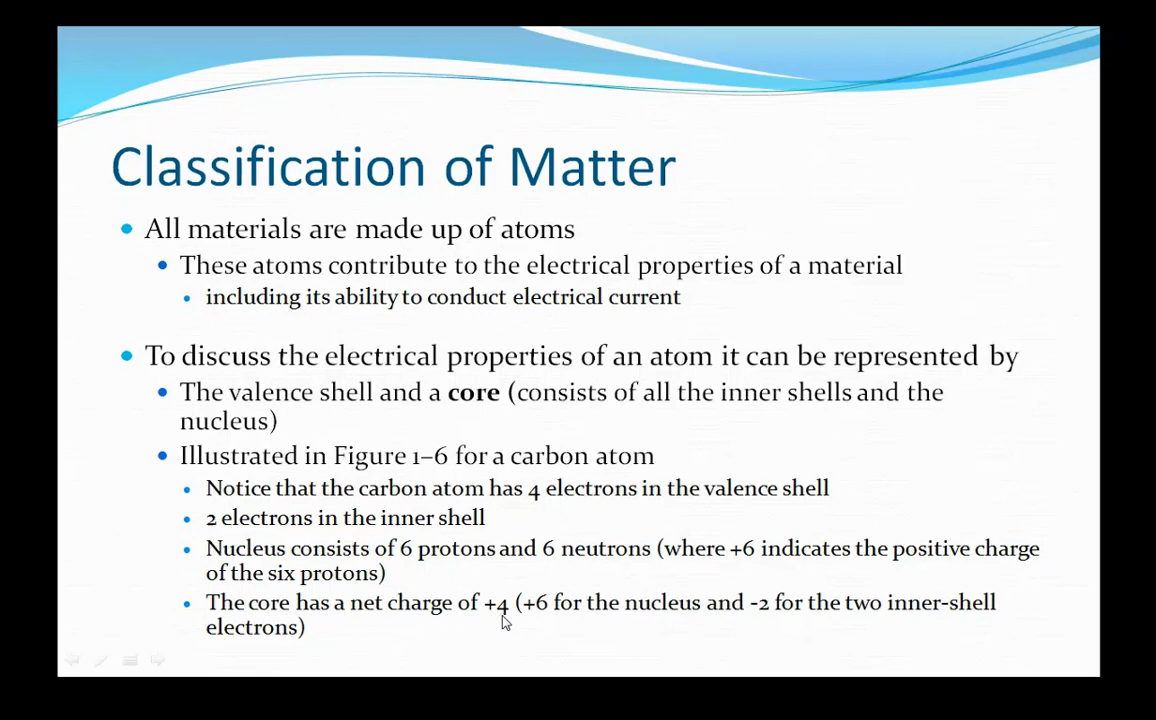 Classification of Matter
• All materials are made up of atoms
• These atoms contribute to the electrical properties of a material
• including its ability to conduct electrical current
• To discuss the electrical properties of an atom it can be represented by
• The valence shell and a core (consists of all the inner shells and the
nucleus)
• Illustrated in Figure 1–6 for a carbon atom
• Notice that the carbon atom has 4 electrons in the valence shell
• 2 electrons in the inner shell
• Nucleus consists of 6 protons and 6 neutrons (where +6 indicates the positive charge
of the six protons)
• The core has a net charge of +4 (+6 for the nucleus and -2 for the two inner-shell
electrons)